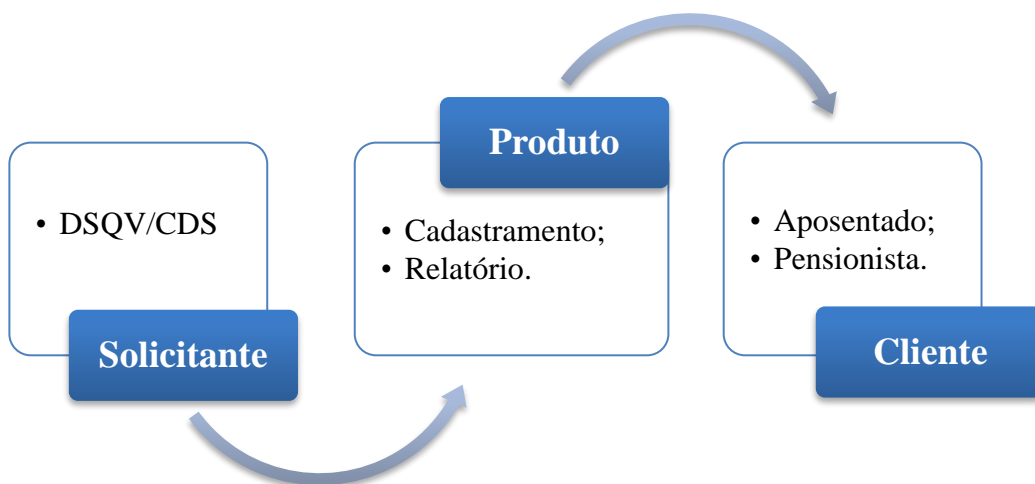 • DSQV/CDS
Solicitante
Produto
• Cadastramento;
• Relatório.
• Aposentado;
• Pensionista.
Cliente